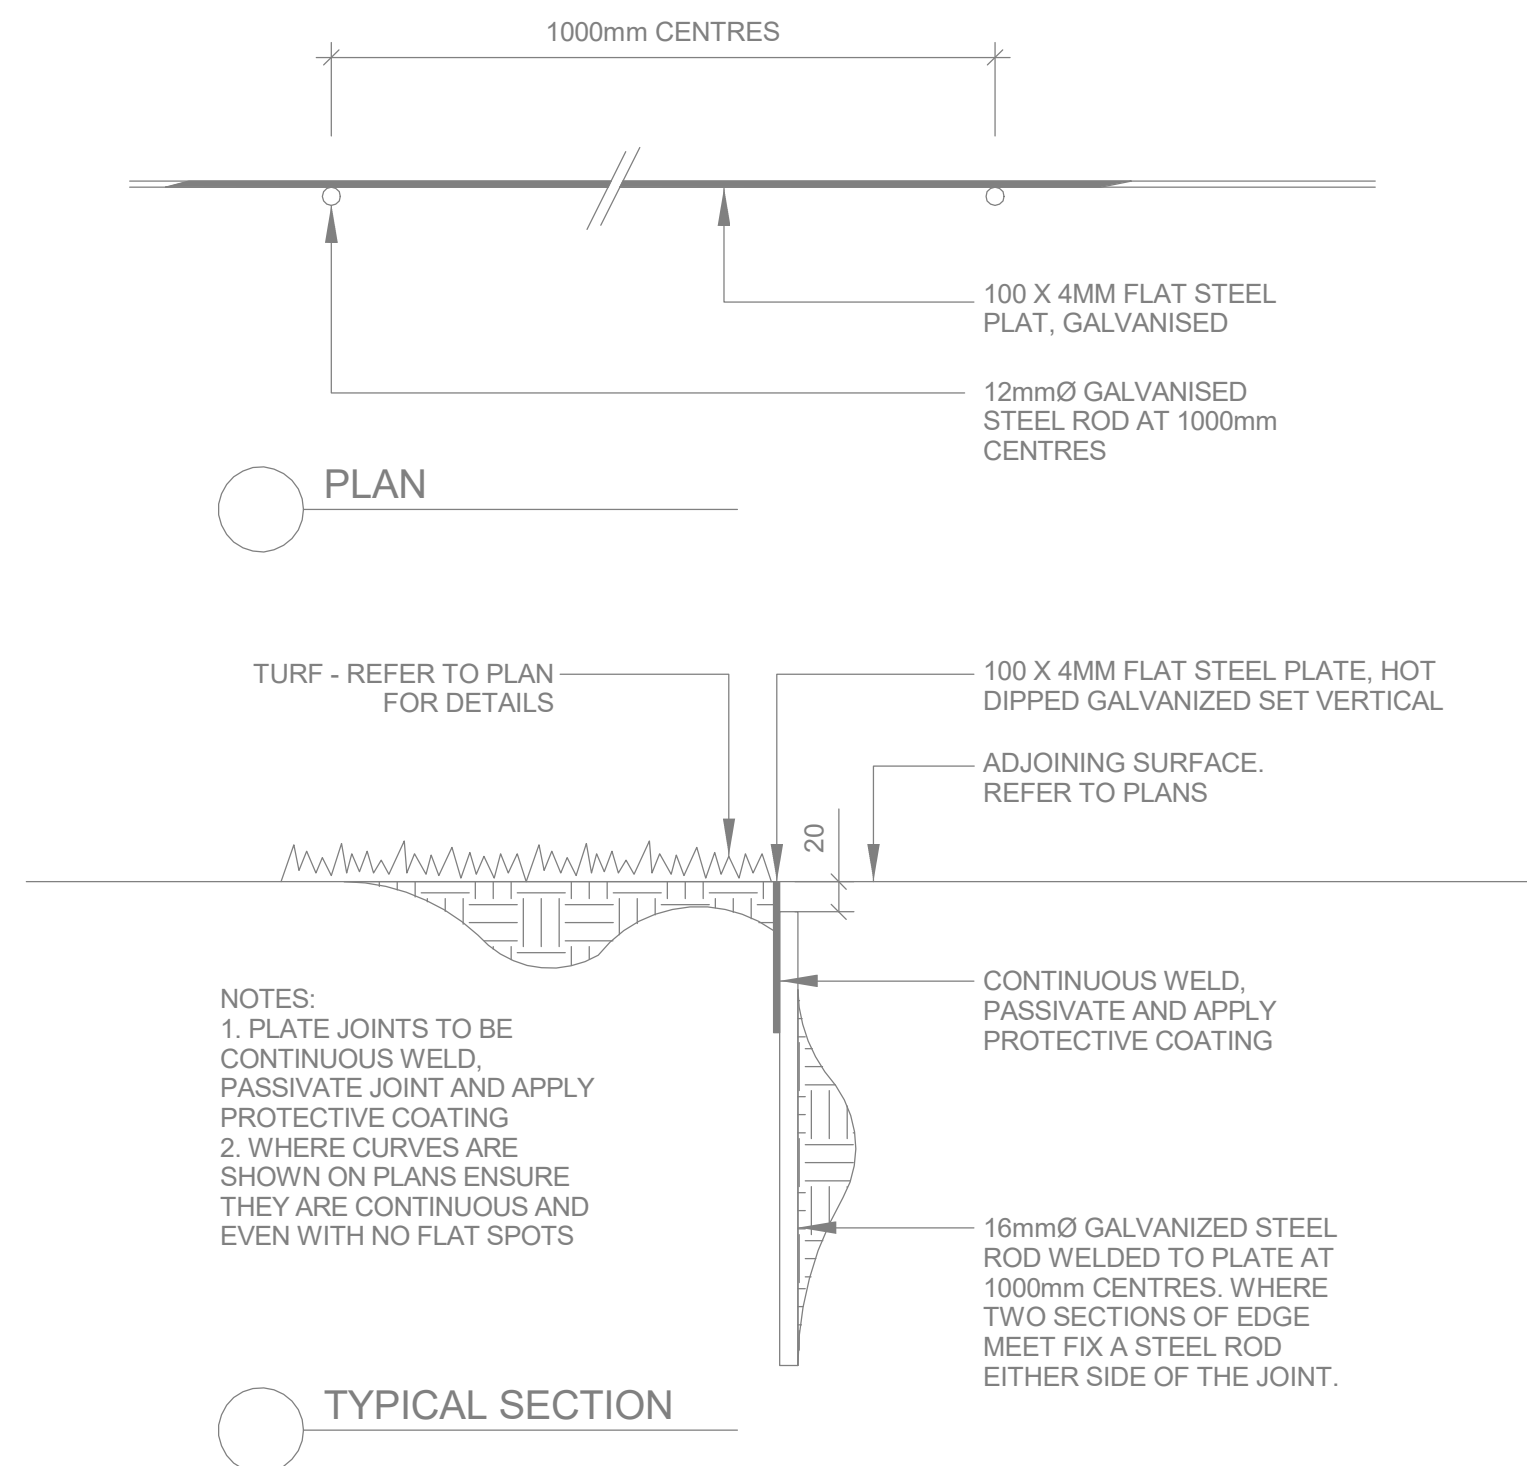 1000mm CENTRES
100 X 4MM FLAT STEEL
PLAT, GALVANISED
12mmØ GALVANISED
STEEL ROD AT 1000mm
CENTRES
PLAN
TURF - REFER TO PLAN
FOR DETAILS
100 X 4MM FLAT STEEL PLATE, HOT
DIPPED GALVANIZED SET VERTICAL
ADJOINING SURFACE.
REFER TO PLANS
20
CONTINUOUS WELD,
PASSIVATE AND APPLY
PROTECTIVE COATING
NOTES:
1. PLATE JOINTS TO BE
CONTINUOUS WELD,
PASSIVATE JOINT AND APPLY
PROTECTIVE COATING
2. WHERE CURVES ARE
SHOWN ON PLANS ENSURE
THEY ARE CONTINUOUS AND
EVEN WITH NO FLAT SPOTS
16mmØ GALVANIZED STEEL
ROD WELDED TO PLATE AT
1000mm CENTRES. WHERE
TWO SECTIONS OF EDGE
MEET FIX A STEEL ROD
EITHER SIDE OF THE JOINT.
TYPICAL SECTION